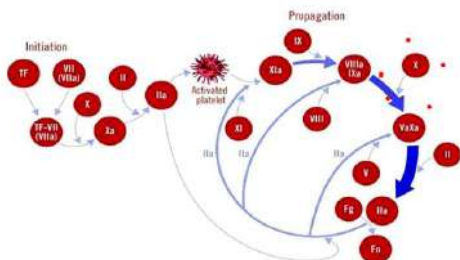 Propagation
Initiation
TF
VII
(VIIa)
II
IIa
Activated
platelet
X
TF-VII
(VIIa)
Xa
IX
XIa
VIIIa
IXa
X
XI
VIII
VaXa
IIa
IIa
IIa
V
II
Fg
IIa
Fn